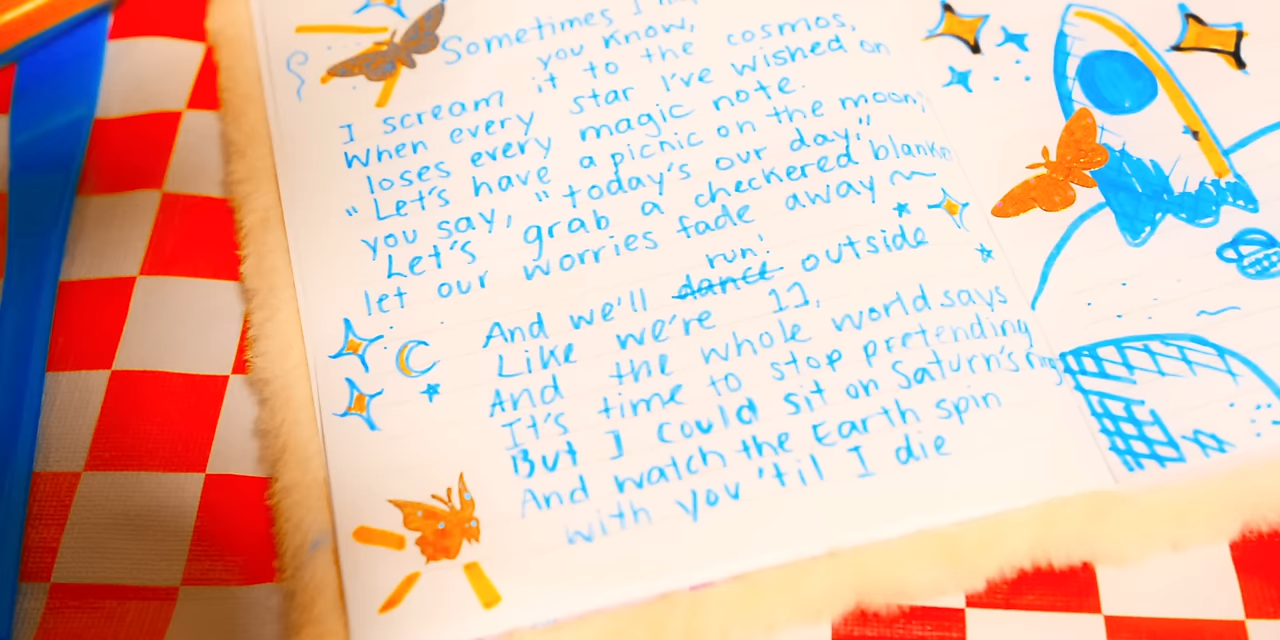 Sometimes I
you know,
I scream it to the cosmos,
When every star I've wished on
loses every magic note.
"Let's have a picnic on the moon,"
you say, "today's our day."
Let's grab a checkered blanket
let our worries fade away ~
run!
And we'll dance outside
Like we're 11,
And the whole world says
It's time to stop pretending
But I could sit on Saturn's rings
And watch the Earth spin
with you 'til I die